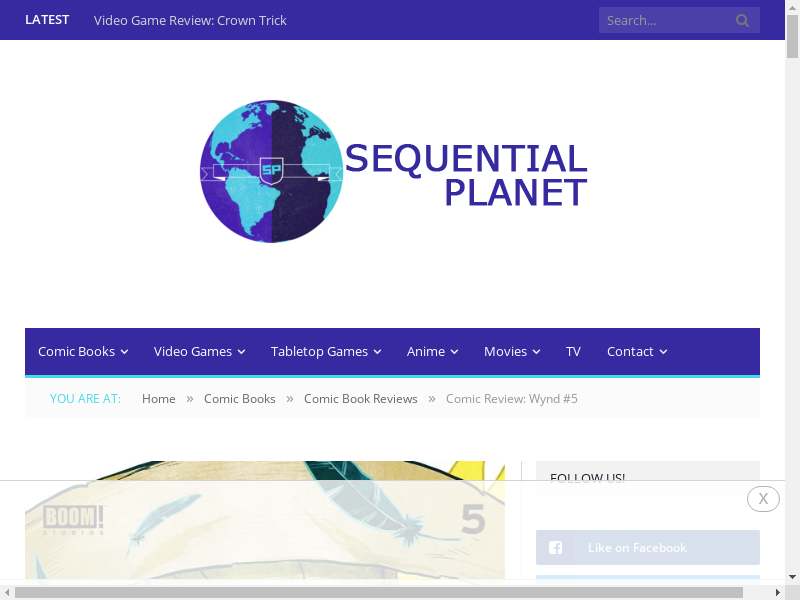 LATEST Video Game Review: Crown Trick Search...
SP
SEQUENTIAL
PLANET
Comic Books Video Games Tabletop Games Anime Movies TV Contact
YOU ARE AT: Home » Comic Books » Comic Book Reviews » Comic Review: Wynd #5
FOLLOW US!
X
BOOM!
STUDIOS
5
Like on Facebook